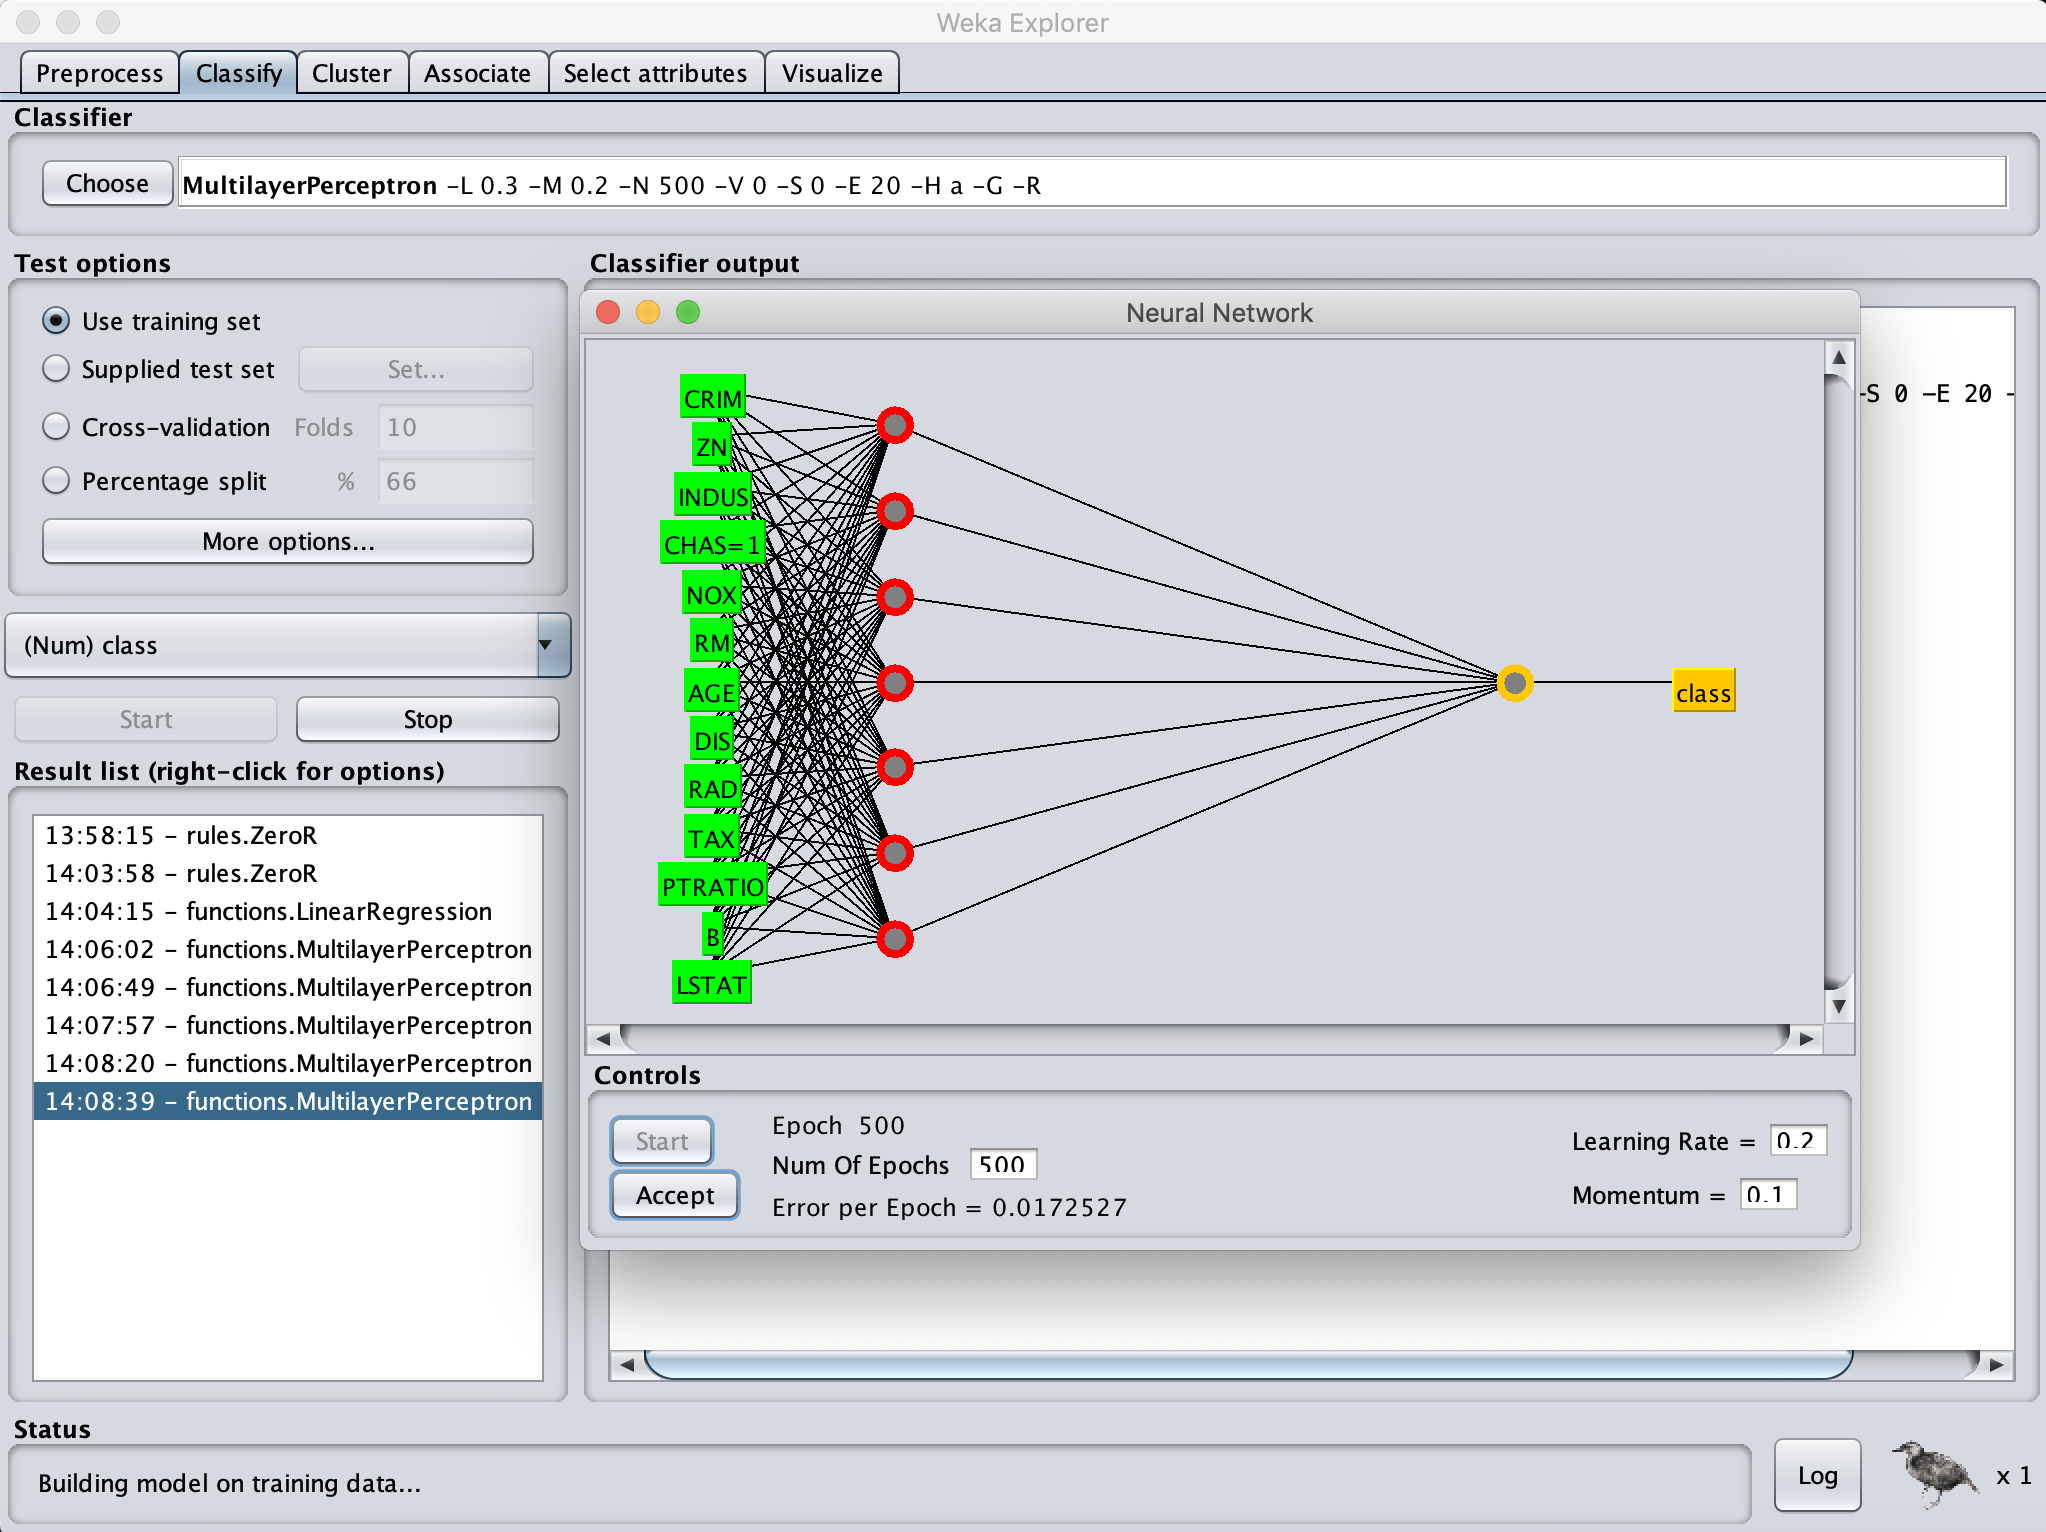 Weka Explorer
Preprocess Classify Cluster Associate Select attributes Visualize
Classifier
Choose MultilayerPerceptron -L 0.3 -M 0.2 -N 500 -V 0 -S 0 -E 20 -H a -G -R
Test options
Use training set
Supplied test set Set...
Cross-validation Folds 10
Percentage split % 66
More options...
(Num) class
Start Stop
Result list (right-click for options)
13:58:15 - rules.ZeroR
14:03:58 - rules.ZeroR
14:04:15 - functions.LinearRegression
14:06:02 - functions.MultilayerPerceptron
14:06:49 - functions.MultilayerPerceptron
14:07:57 - functions.MultilayerPerceptron
14:08:20 - functions.MultilayerPerceptron
14:08:39 - functions.MultilayerPerceptron
Classifier output
-S 0 -E 20 -
Neural Network
CRIM
ZN
INDUS
CHAS=1
NOX
RM
AGE
DIS
RAD
TAX
PTRATIO
B
LSTAT
class
Controls
Start
Accept
Epoch 500
Num Of Epochs 500
Error per Epoch = 0.0172527
Learning Rate = 0.2
Momentum = 0.1
Status
Building model on training data...
Log
x 1